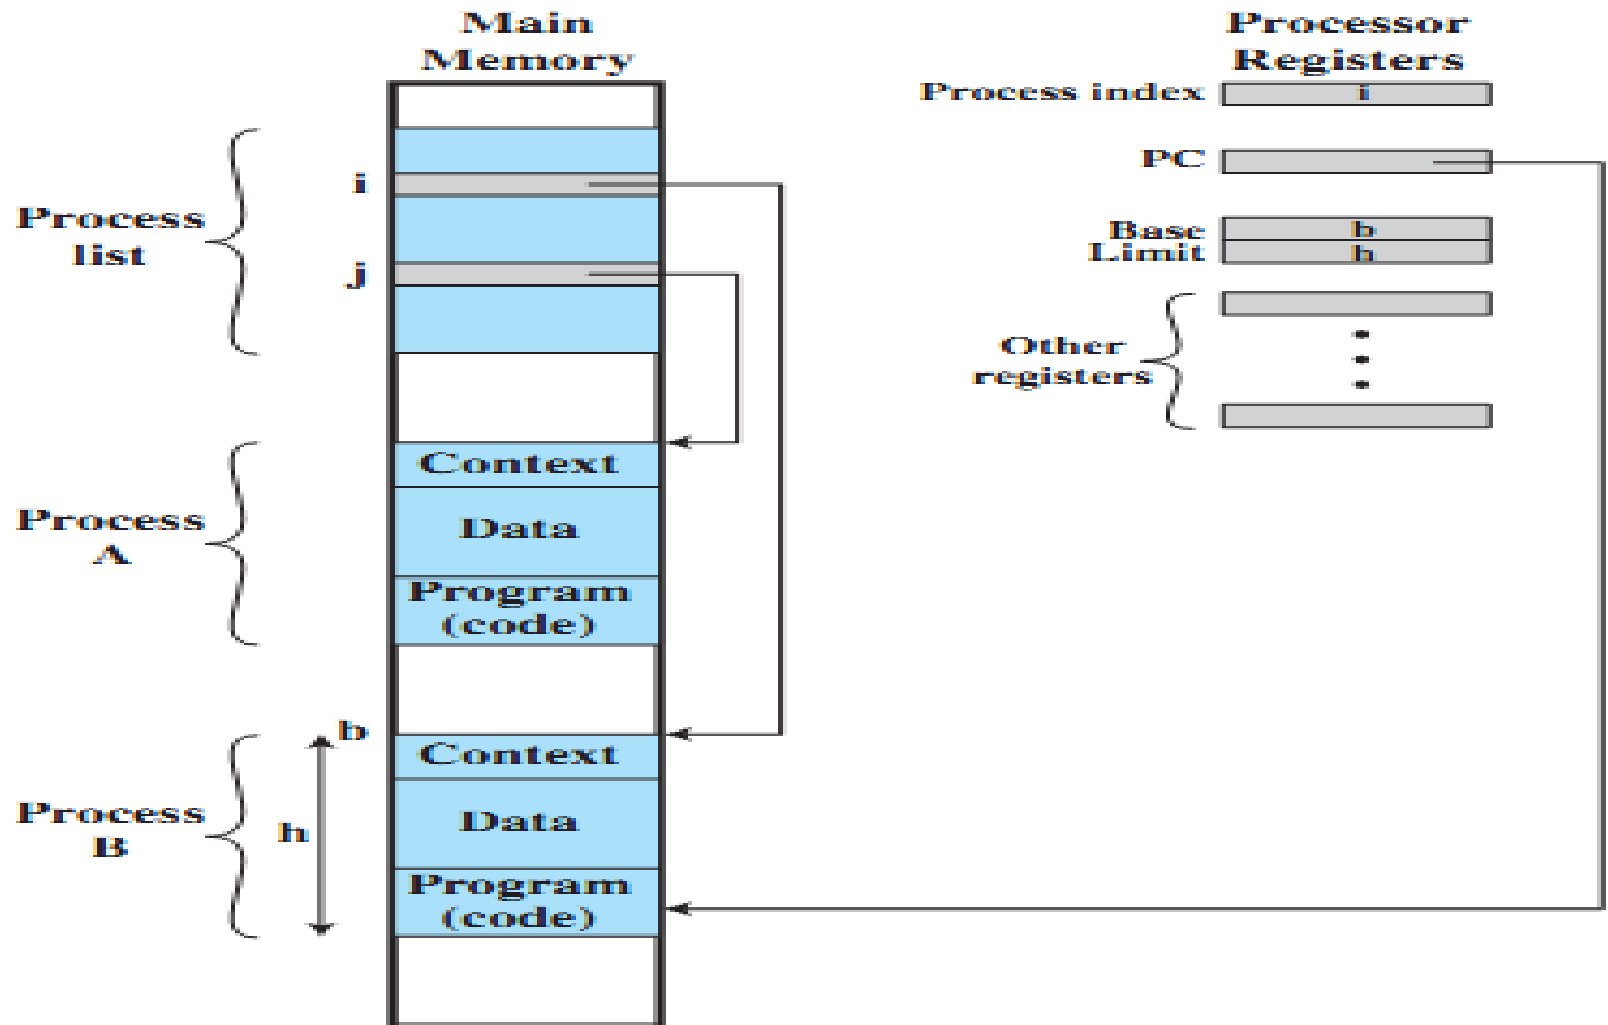 Main
Memory
Processor
Registers
Process index
i
PC
Base
b
Limit
h
Other
registers
Process
list
i
j
Process
A
Context
Data
Program
(code)
Process
B
b
h
Context
Data
Program
(code)